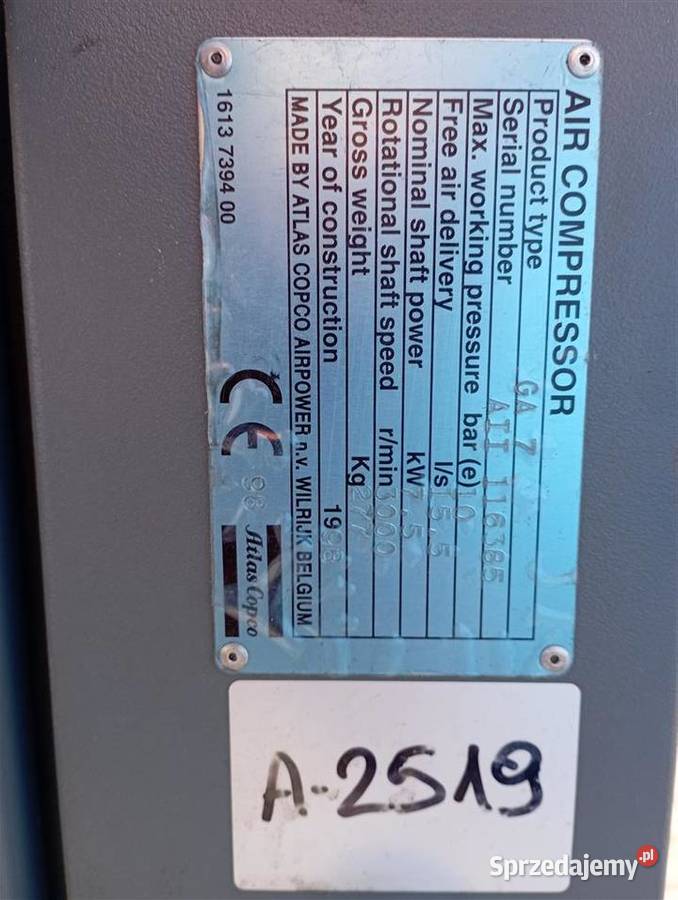 AIR COMPRESSOR
Product type GA 7
Serial number AII 116385
Max. working pressure bar (e) 10
Free air delivery l/s 15,5
Nominal shaft power kW 7,5
Rotational shaft speed r/min 3000
Gross weight Kg 277
Year of construction 1998
MADE BY ATLAS COPCO AIRPOWER n.v. WILRIJK BELGIUM
CE 98 Atlas Copco
1613 7394 00
A-2519
Sprzedajemy.pl